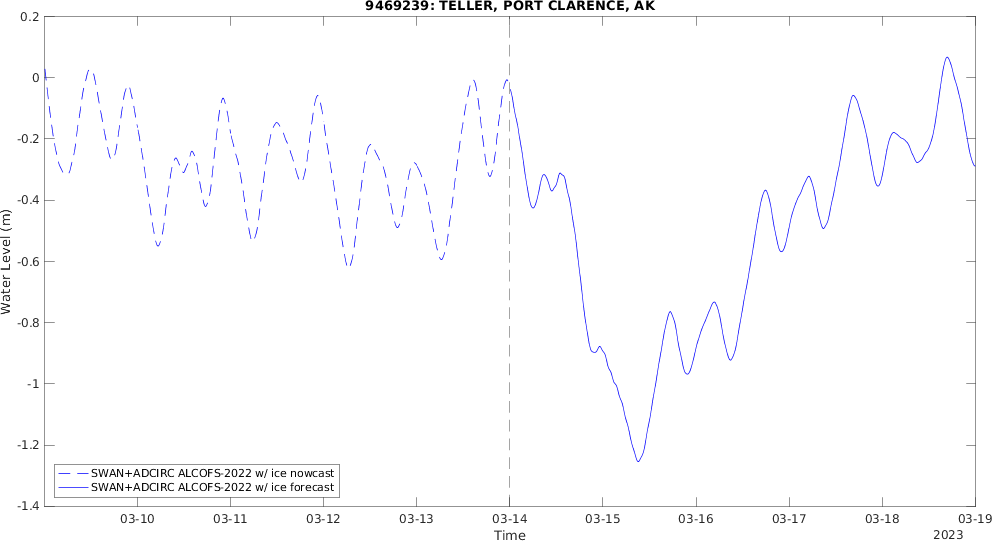 9469239: TELLER, PORT CLARENCE, AK
0.2
0
-0.2
-0.4
-0.6
-0.8
-1
-1.2
-1.4
Water Level (m)
SWAN+ADCIRC ALCOFS-2022 w/ ice nowcast
SWAN+ADCIRC ALCOFS-2022 w/ ice forecast
03-10 03-11 03-12 03-13 03-14 03-15 03-16 03-17 03-18 03-19
Time
2023